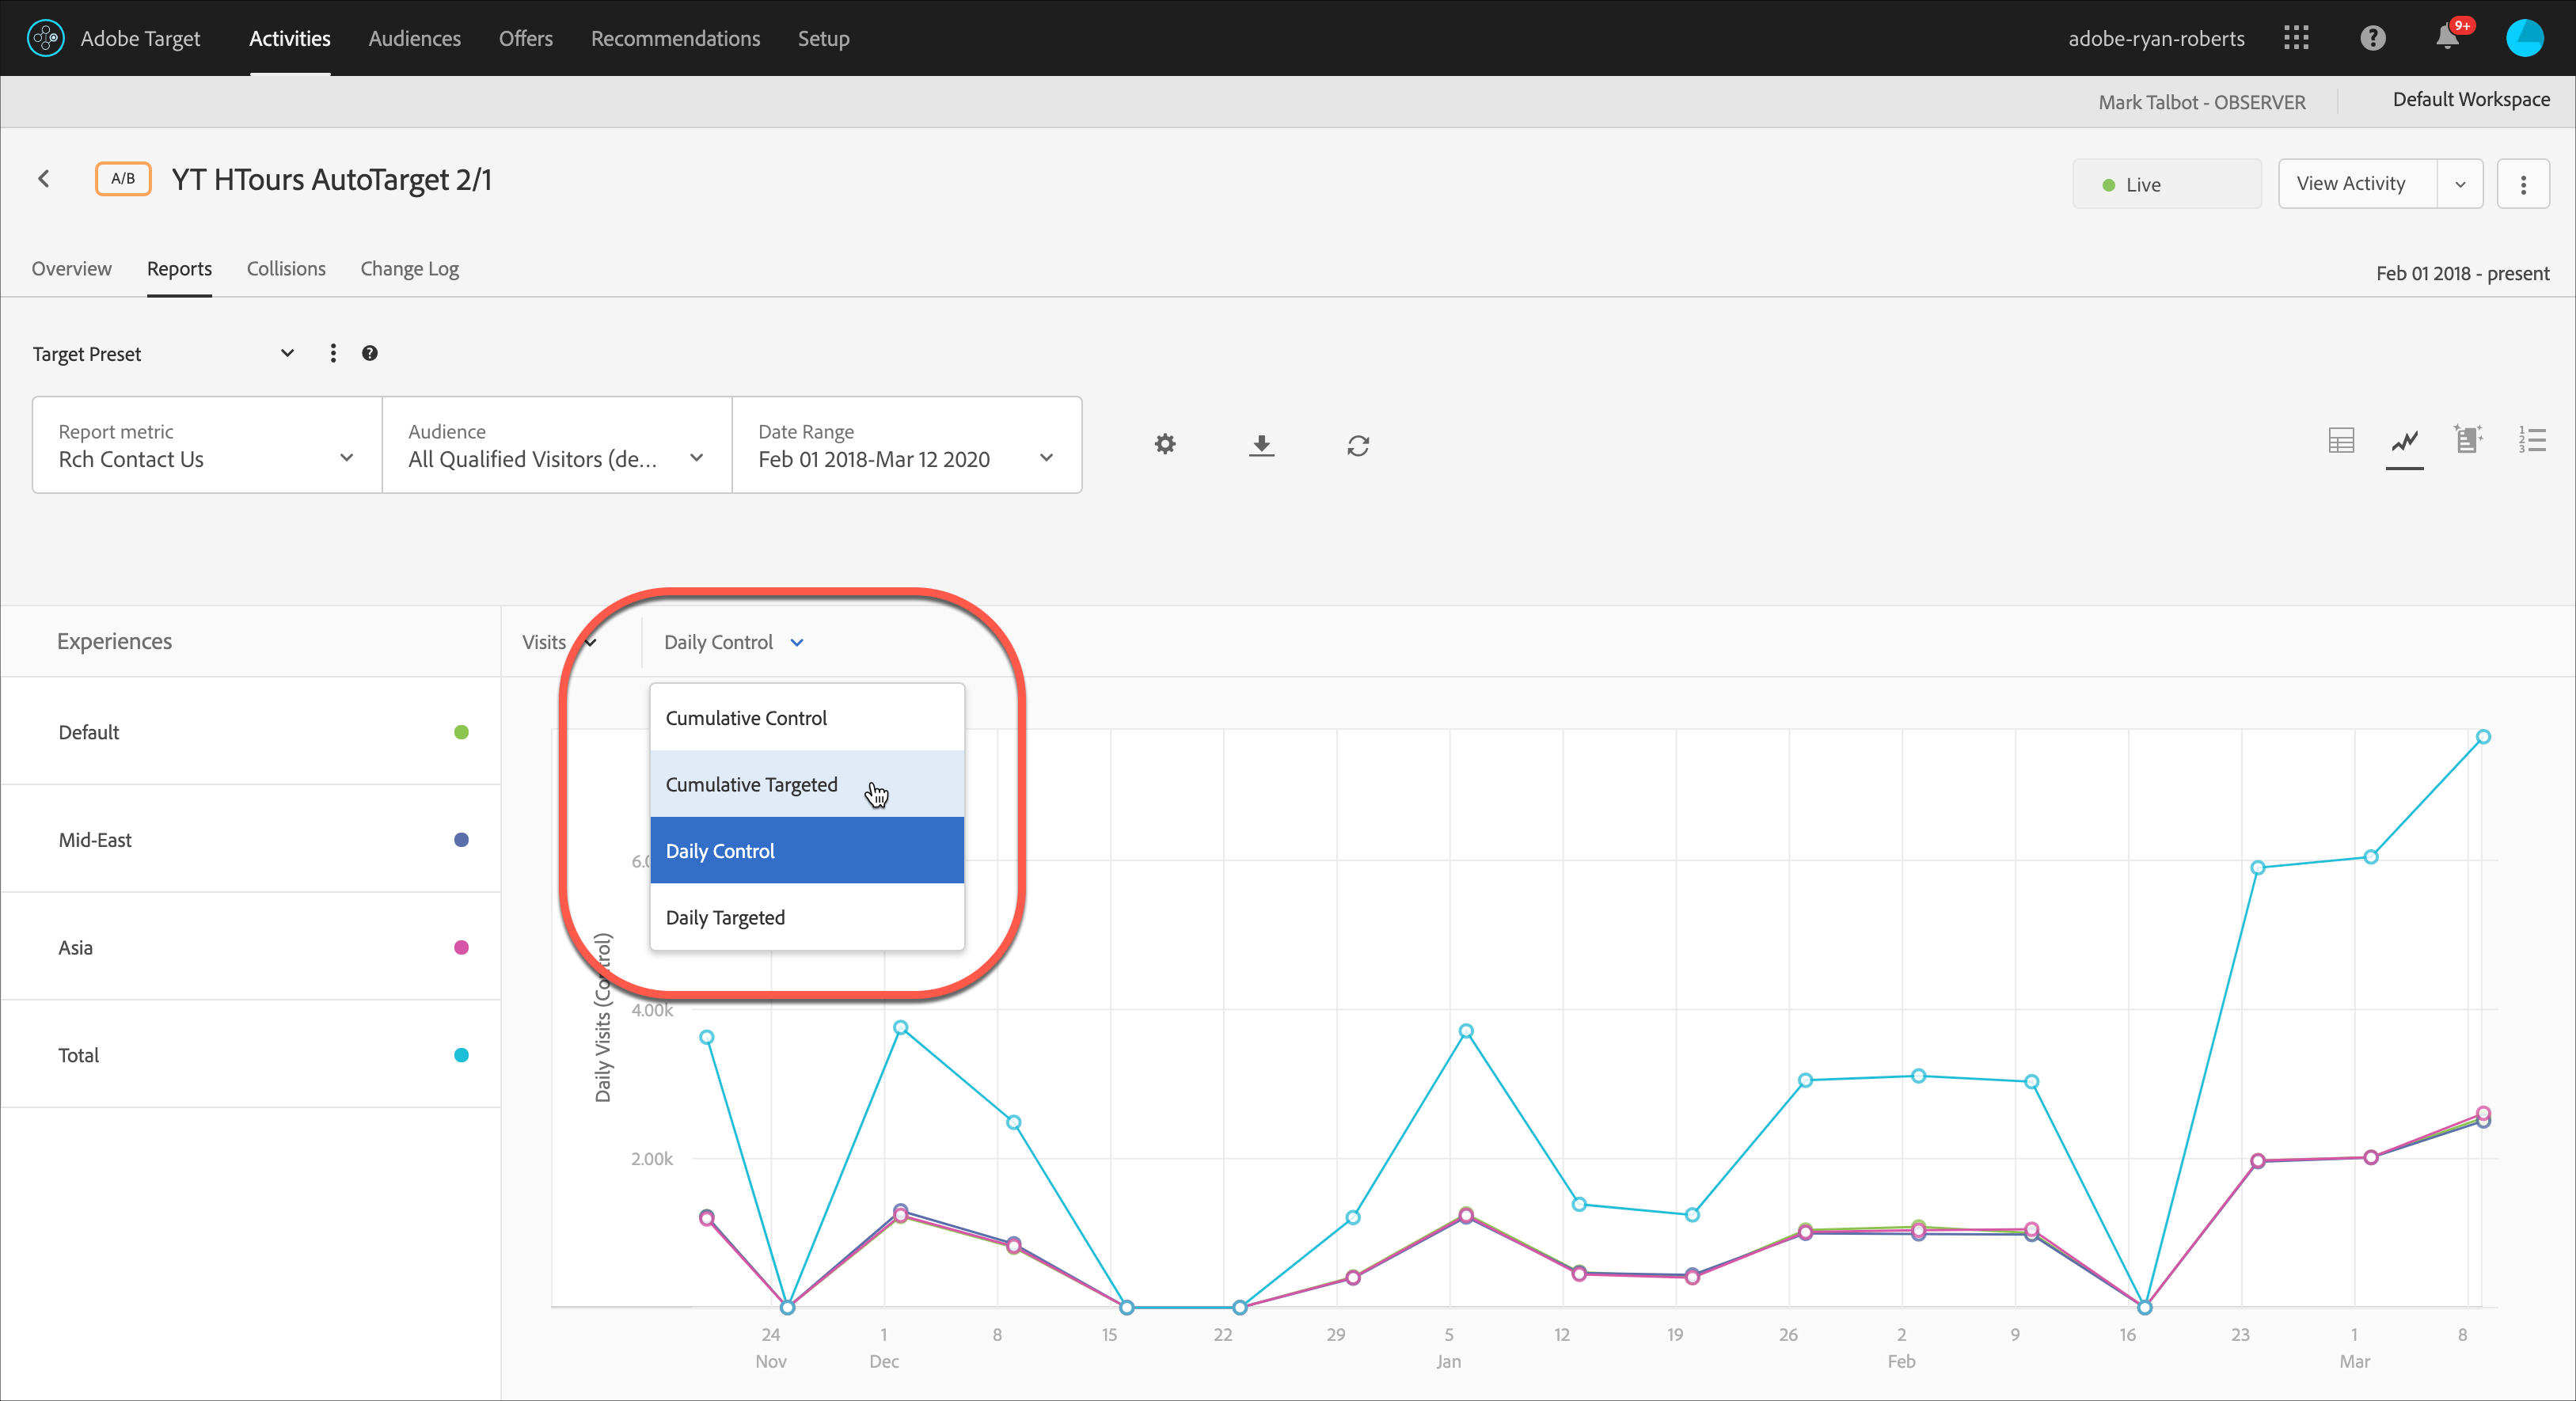 Adobe Target Activities Audiences Offers Recommendations Setup adobe-ryan-roberts 9+
Mark Talbot - OBSERVER Default Workspace
A/B YT HTours AutoTarget 2/1 Live View Activity
Overview Reports Collisions Change Log Feb 01 2018 - present
Target Preset
Report metric Audience Date Range
Rch Contact Us All Qualified Visitors (de... Feb 01 2018-Mar 12 2020
1
2
3
Experiences Visits Daily Control
Default
Mid-East
Asia
Total
Cumulative Control
Cumulative Targeted
Daily Control
Daily Targeted
Daily Visits (Control)
4.00k
2.00k
24 1 8 15 22 29 5 12 19 26 2 9 16 23 1 8
Nov Dec Jan Feb Mar